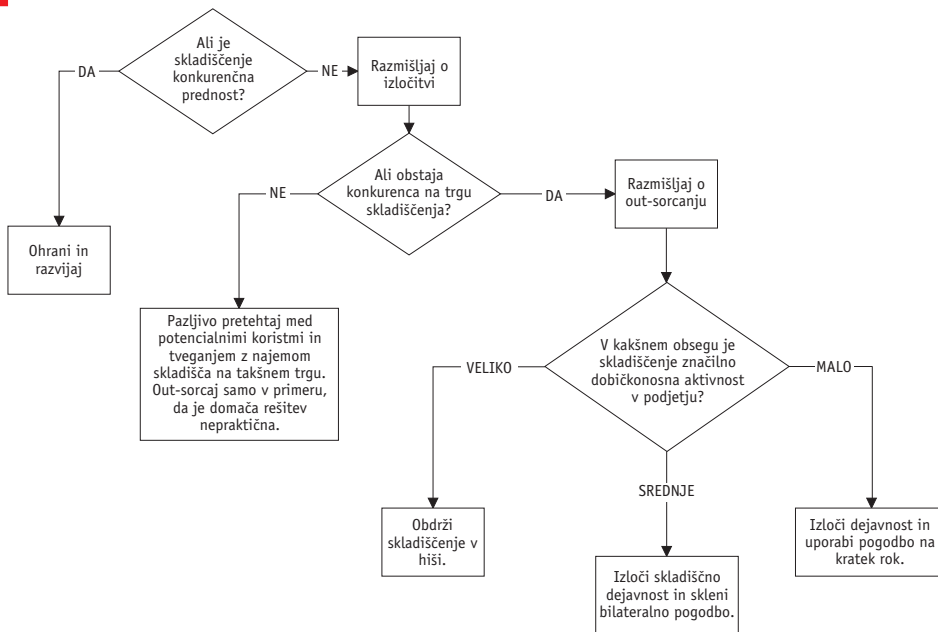 Ali je
skladiščenje
konkurenčna
prednost?
DA
NE
Razmišljaj o
izločitvi
Ohrani in
razvijaj
Ali obstaja
konkurenca na trgu
skladiščenja?
NE
DA
Razmišljaj o
out-sorcanju
Pazljivo pretehtaj med
potencialnimi koristmi in
tveganjem z najemom
skladišča na takšnem trgu.
Out-sorcaj samo v primeru,
da je domača rešitev
nepraktična.
V kakšnem obsegu je
skladiščenje značilno
dobičkonosna aktivnost
v podjetju?
VELIKO
MALO
SREDNJE
Obdrži
skladiščenje v
hiši.
Izloči skladiščno
dejavnost in skleni
bilateralno pogodbo.
Izloči dejavnost in
uporabi pogodbo na
kratek rok.